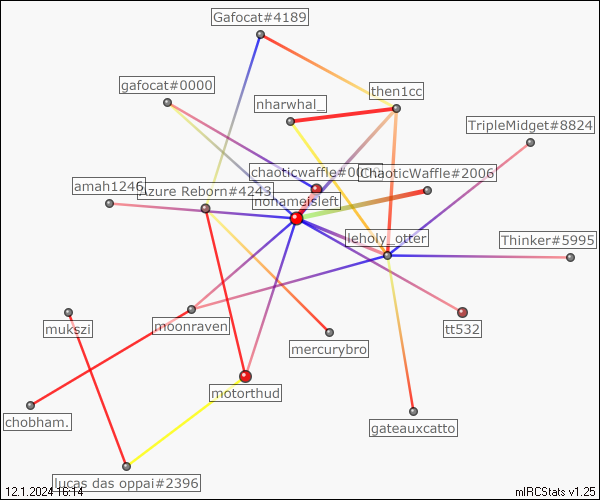 Gafocat#4189
gafocat#0000
then1cc
nharwhal_
TripleMidget#8824
chaoticwaffle#0000
ChaoticWaffle#2006
amah1246
Azure Reborn#4243
nonameisleft
leholy_otter
Thinker#5995
mukszi
moonraven
tt532
mercurybro
motorthud
chobham.
gateauxcatto
lucas das oppai#2396
12.1.2024 16:14
mIRCStats v1.25